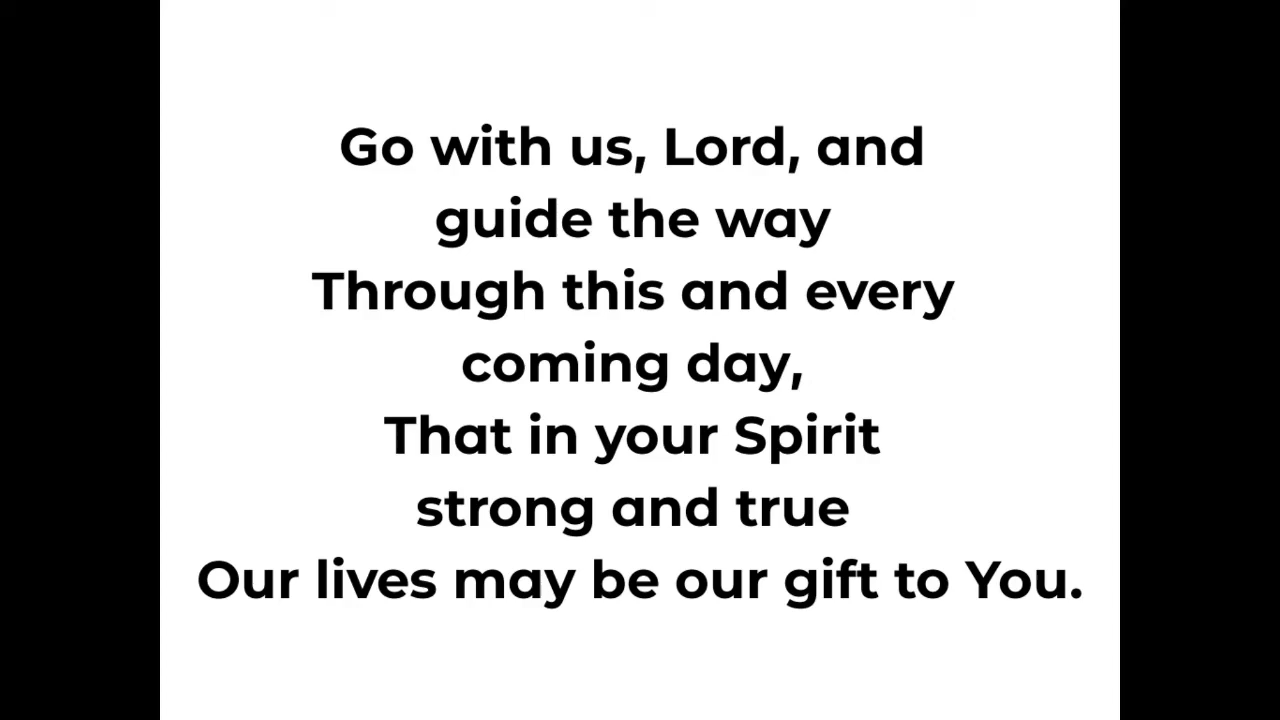 Go with us, Lord, and
guide the way
Through this and every
coming day,
That in your Spirit
strong and true
Our lives may be our gift to You.